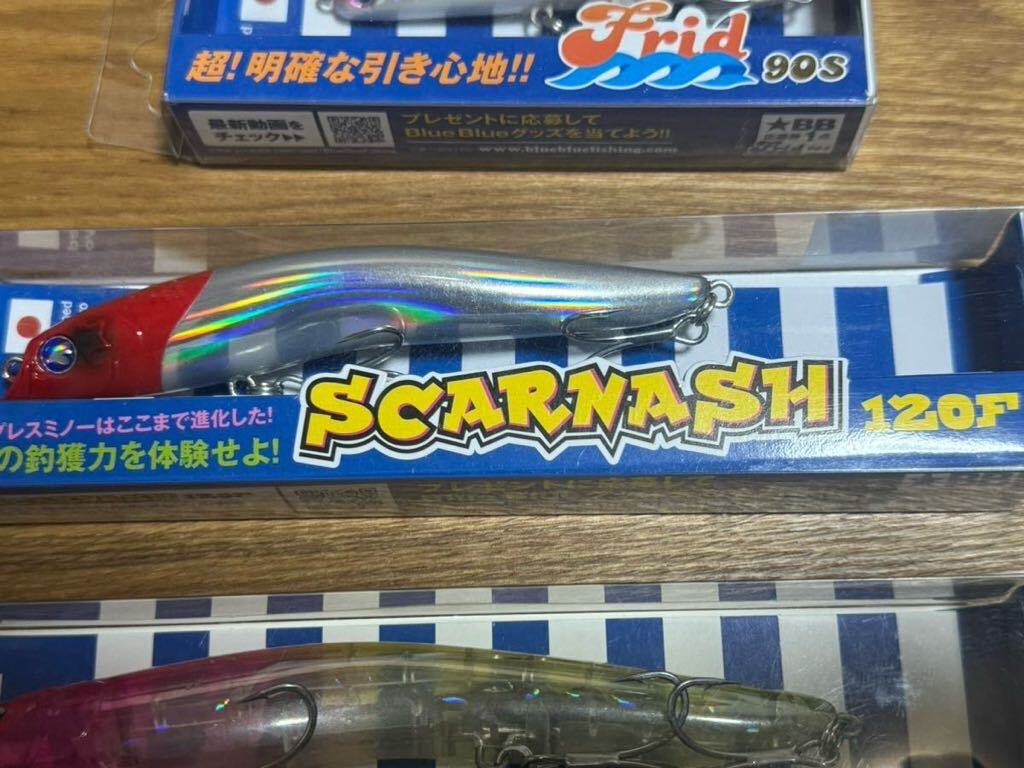 Frid
超!明確な引き心地!!
90S
最新動画を
チェック▶▶
プレゼントに応募して
BlueBlueグッズを当てよう!!
www.bluebluefishing.com
★BB
SCARNASH
120F
グレスミノーはここまで進化した!
の釣獲力を体験せよ!